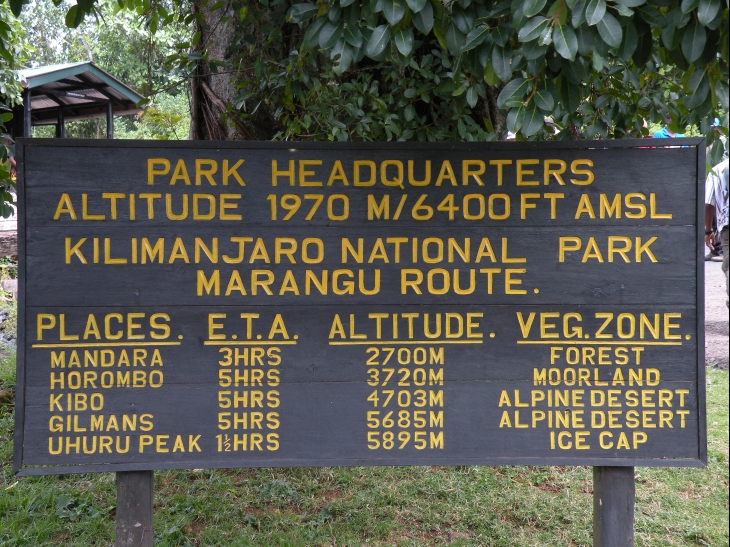 PARK HEADQUARTERS
ALTITUDE 1970 M/6400 FT AMSL
KILIMANJARO NATIONAL PARK
MARANGU ROUTE.
PLACES. E.T.A. ALTITUDE. VEG.ZONE.
MANDARA 3HRS 2700M FOREST
HOROMBO 5HRS 3720M MOORLAND
KIBO 5HRS 4703M ALPINE DESERT
GILMANS 5HRS 5685M ALPINE DESERT
UHURU PEAK 1½HRS 5895M ICE CAP